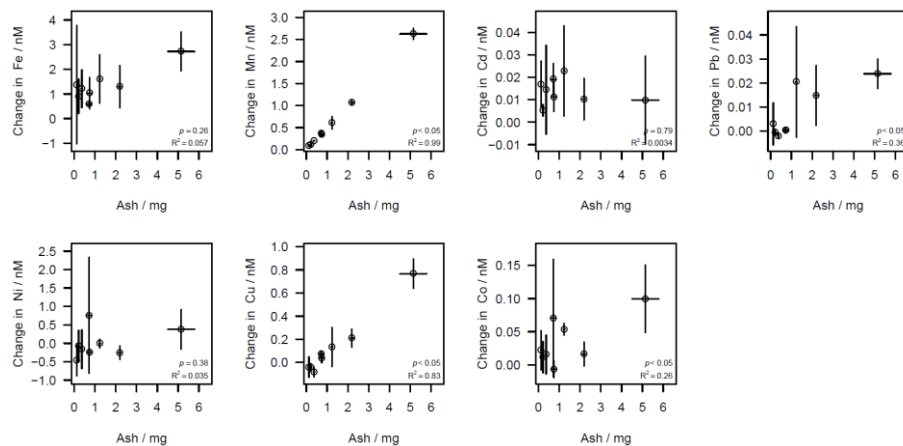 Change in Fe / nM
4
3
2
1
0
−1
p = 0.26
R² = 0.057
0 1 2 3 4 5 6
Ash / mg
Change in Mn / nM
3.0
2.5
2.0
1.5
1.0
0.5
0.0
p < 0.05
R² = 0.99
0 1 2 3 4 5 6
Ash / mg
Change in Cd / nM
0.05
0.04
0.03
0.02
0.01
0.00
−0.01
p = 0.79
R² = 0.0034
0 1 2 3 4 5 6
Ash / mg
Change in Pb / nM
0.04
0.03
0.02
0.01
0.00
p < 0.05
R² = 0.36
0 1 2 3 4 5 6
Ash / mg
Change in Ni / nM
2.5
2.0
1.5
1.0
0.5
0.0
−0.5
−1.0
p = 0.38
R² = 0.035
0 1 2 3 4 5 6
Ash / mg
Change in Cu / nM
1.0
0.8
0.6
0.4
0.2
0.0
p < 0.05
R² = 0.83
0 1 2 3 4 5 6
Ash / mg
Change in Co / nM
0.15
0.10
0.05
0.00
p < 0.05
R² = 0.26
0 1 2 3 4 5 6
Ash / mg